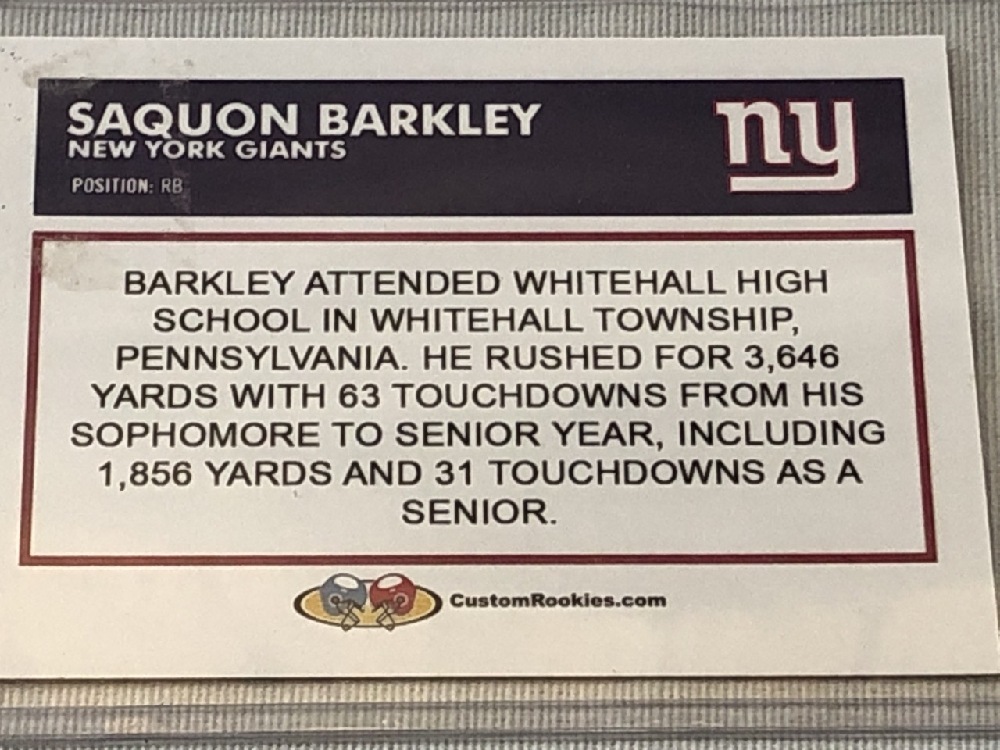 SAQUON BARKLEY
NEW YORK GIANTS
POSITION: RB
ny
BARKLEY ATTENDED WHITEHALL HIGH
SCHOOL IN WHITEHALL TOWNSHIP,
PENNSYLVANIA. HE RUSHED FOR 3,646
YARDS WITH 63 TOUCHDOWNS FROM HIS
SOPHOMORE TO SENIOR YEAR, INCLUDING
1,856 YARDS AND 31 TOUCHDOWNS AS A
SENIOR.
CustomRookies.com